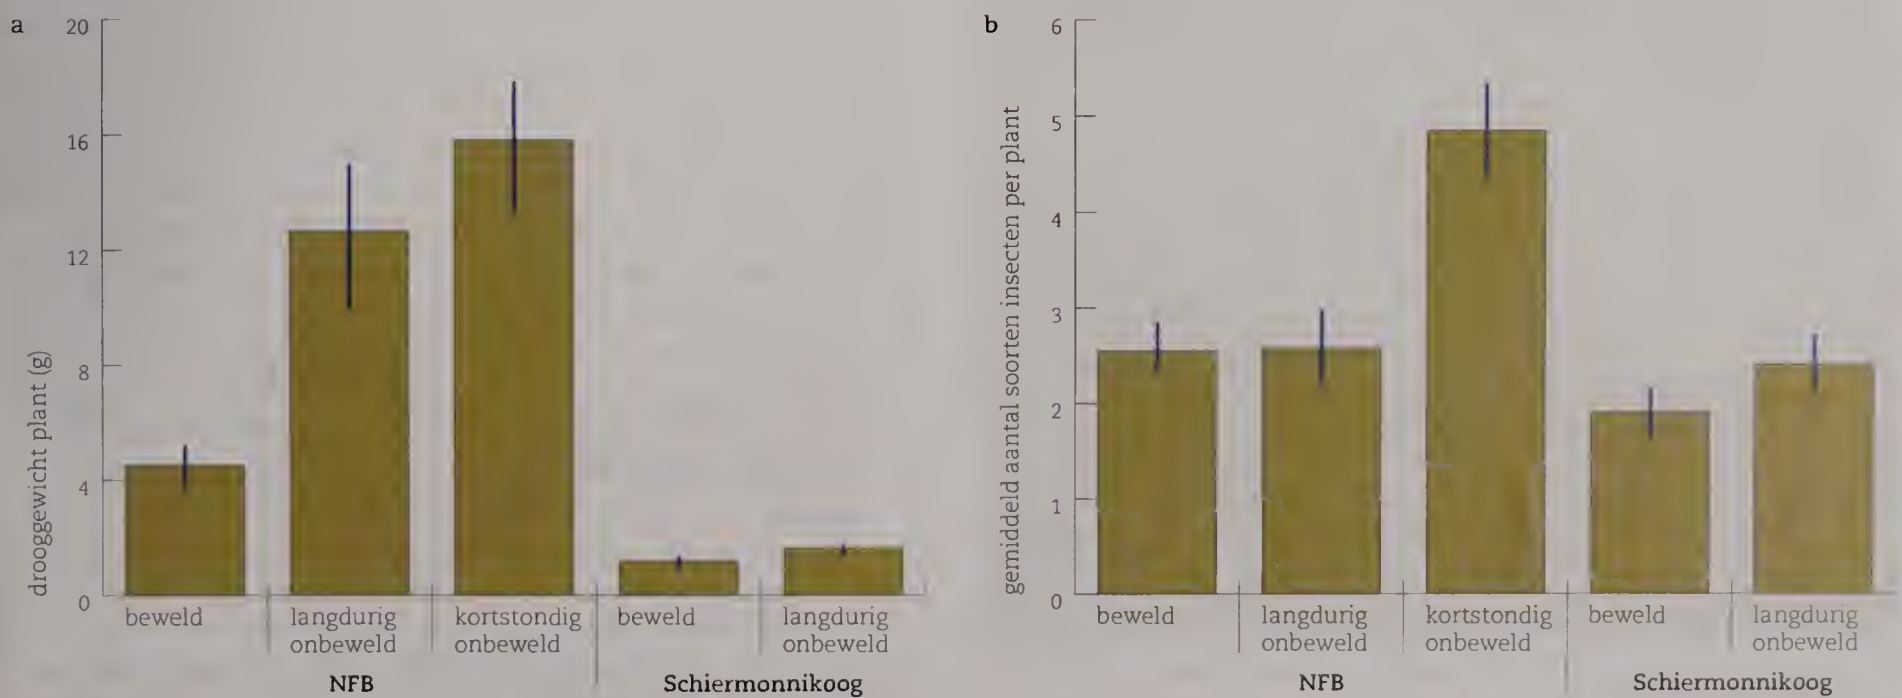 a
20
16
12
8
4
0
drooggewicht plant (g)
beweld
langdurig
onbeweld
kortstondig
onbeweld
beweld
langdurig
onbeweld
NFB
Schiermonnikoog
b
6
5
4
3
2
1
0
gemiddeld aantal soorten insecten per plant
beweld
langdurig
onbeweld
kortstondig
onbeweld
beweld
langdurig
onbeweld
NFB
Schiermonnikoog